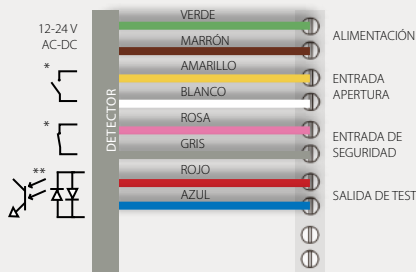 12-24 V
AC-DC
*
*
**
DETECTOR
VERDE
MARRÓN
AMARILLO
BLANCO
ROSA
GRIS
ROJO
AZUL
ALIMENTACIÓN
ENTRADA
APERTURA
ENTRADA DE
SEGURIDAD
SALIDA DE TEST